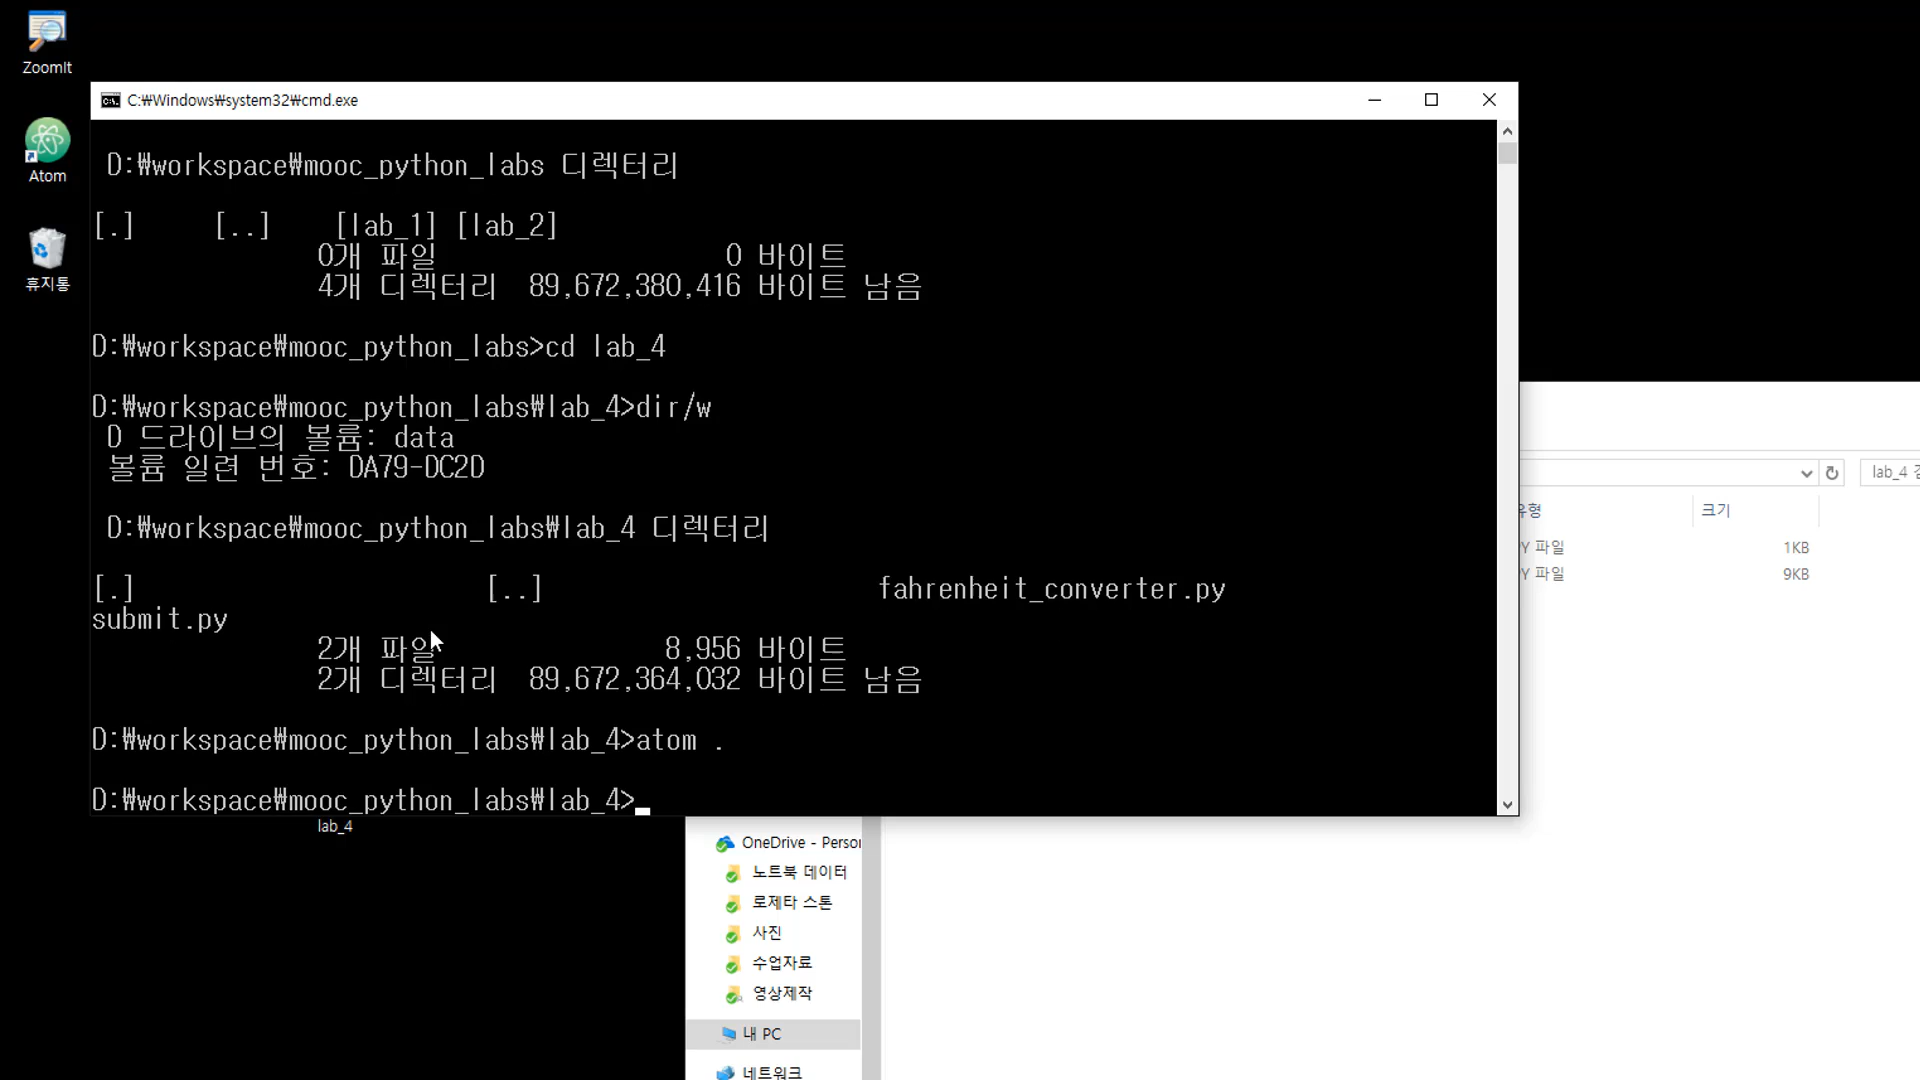 ZoomIt
Atom
휴지통
C:₩Windows₩system32₩cmd.exe
D:₩workspace₩mooc_python_labs 디렉터리
[.] [..] [lab_1] [lab_2]
0개 파일 0 바이트
4개 디렉터리 89,672,380,416 바이트 남음
D:₩workspace₩mooc_python_labs>cd lab_4
D:₩workspace₩mooc_python_labs₩lab_4>dir/w
D 드라이브의 볼륨: data
볼륨 일련 번호: DA79-DC2D
D:₩workspace₩mooc_python_labs₩lab_4 디렉터리
[.] [..] fahrenheit_converter.py
submit.py
2개 파일 8,956 바이트
2개 디렉터리 89,672,364,032 바이트 남음
D:₩workspace₩mooc_python_labs₩lab_4>atom .
D:₩workspace₩mooc_python_labs₩lab_4>
lab_4
lab_4
유형 크기
Y 파일 1KB
Y 파일 9KB
OneDrive - Person
노트북 데이터
로제타 스톤
사진
수업자료
영상제작
내 PC
네트워크